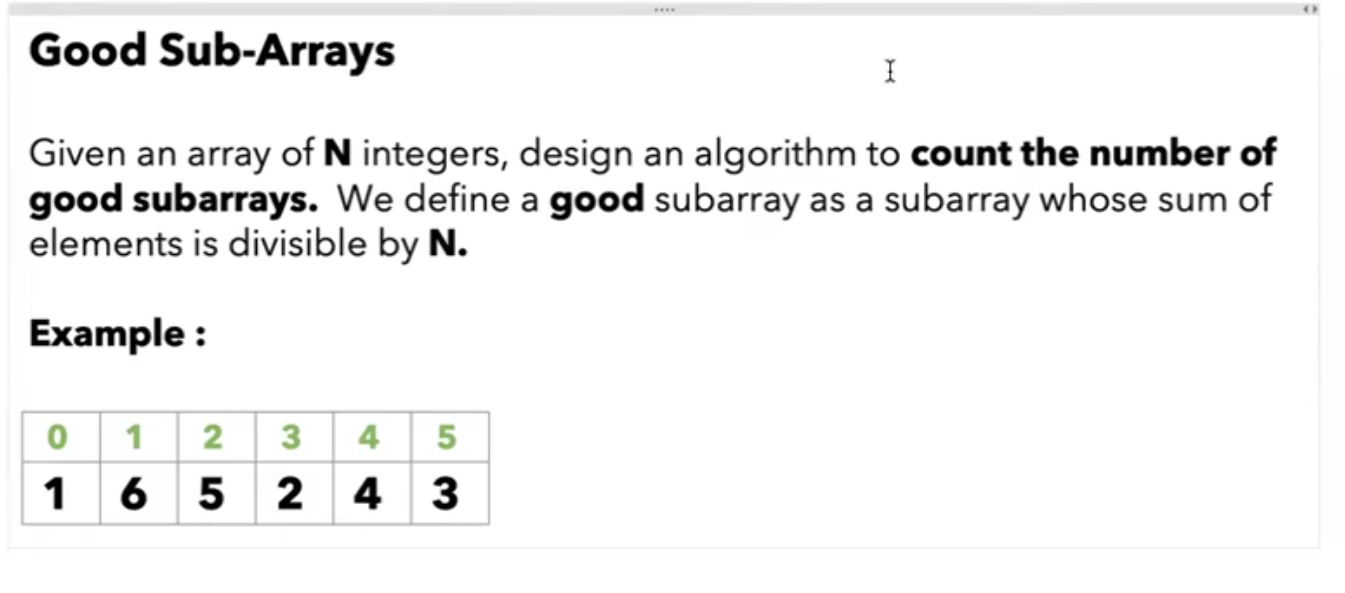 Good Sub-Arrays
Given an array of N integers, design an algorithm to count the number of
good subarrays. We define a good subarray as a subarray whose sum of
elements is divisible by N.
Example :
0 1 2 3 4 5
1 6 5 2 4 3